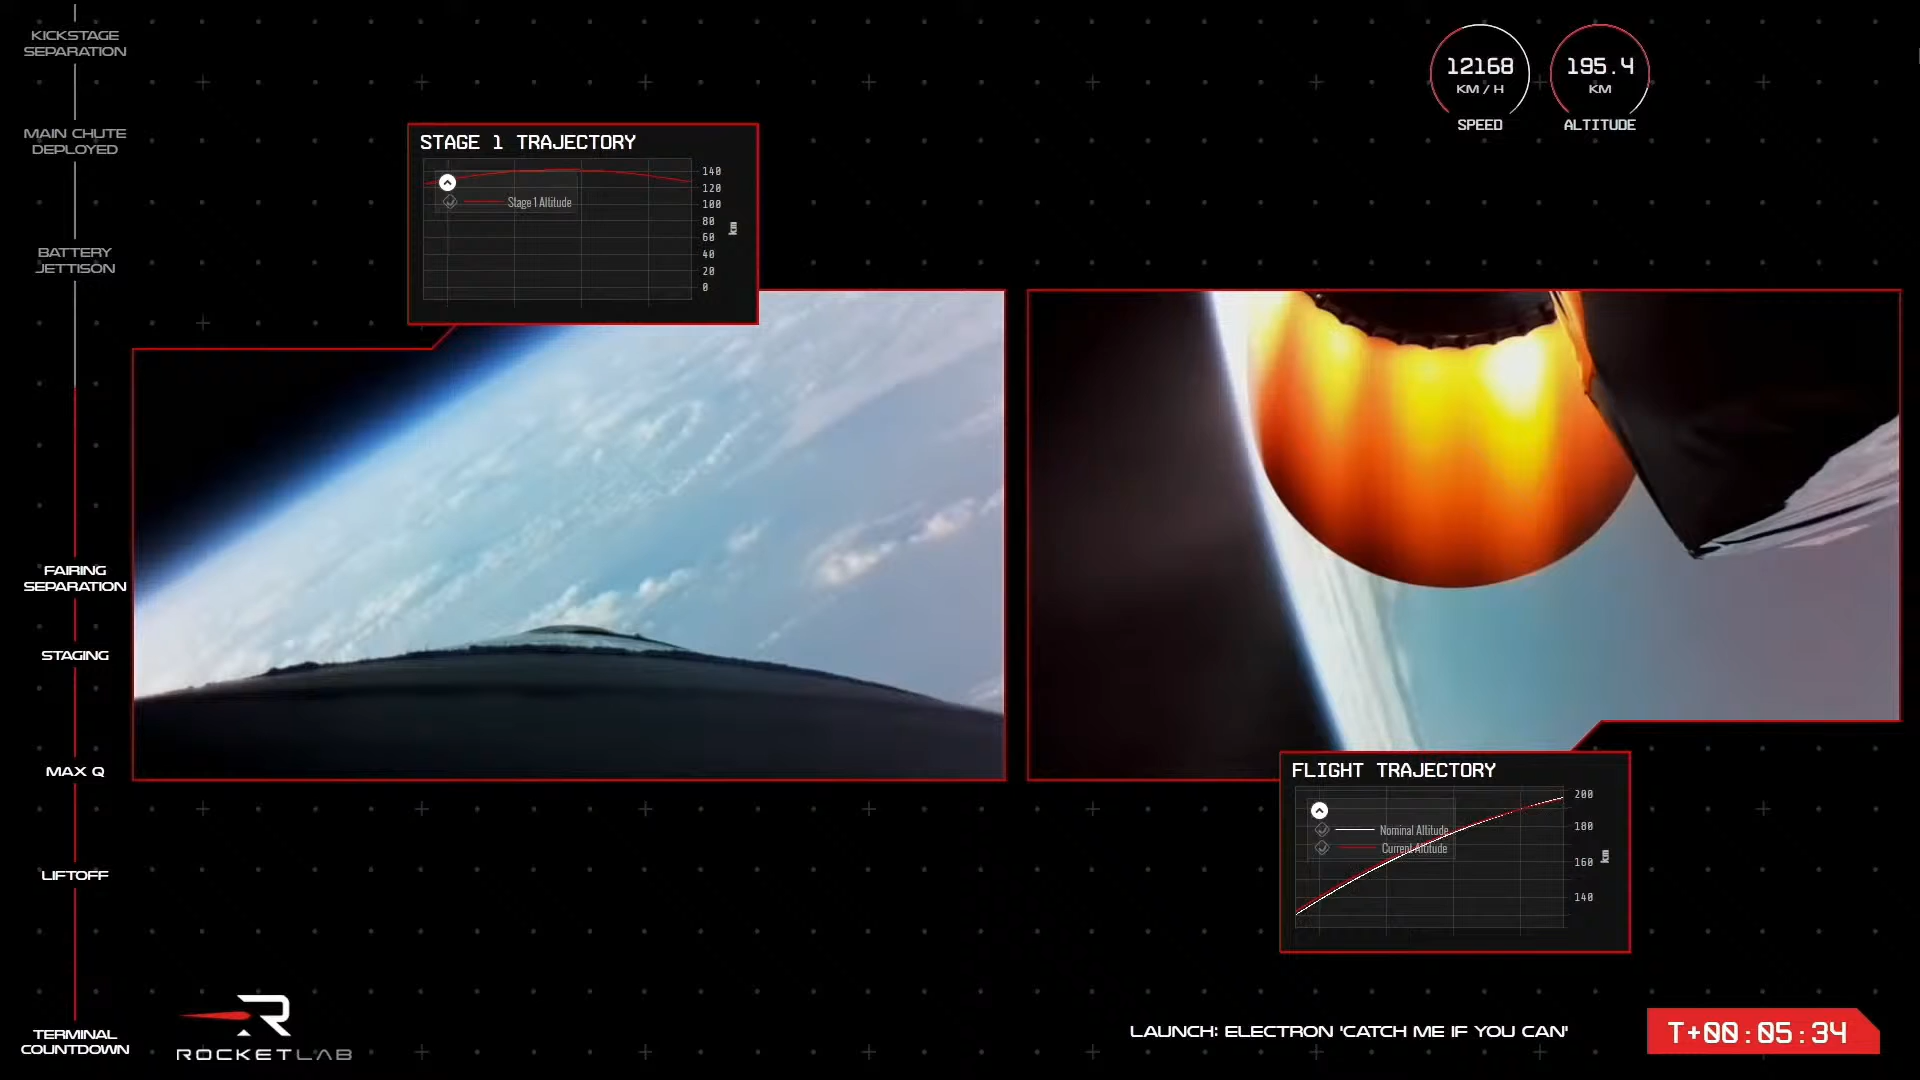 KICKSTAGE
SEPARATION
MAIN CHUTE
DEPLOYED
BATTERY
JETTISON
FAIRING
SEPARATION
STAGING
MAX Q
LIFTOFF
TERMINAL
COUNTDOWN
STAGE 1 TRAJECTORY
Stage 1 Altitude
140
120
100
80
60
40
20
0
km
12168
KM/H
SPEED
195.4
KM
ALTITUDE
FLIGHT TRAJECTORY
Nominal Altitude
Current Altitude
200
180
160
140
km
ROCKETLAB
LAUNCH: ELECTRON 'CATCH ME IF YOU CAN'
T+00:05:34